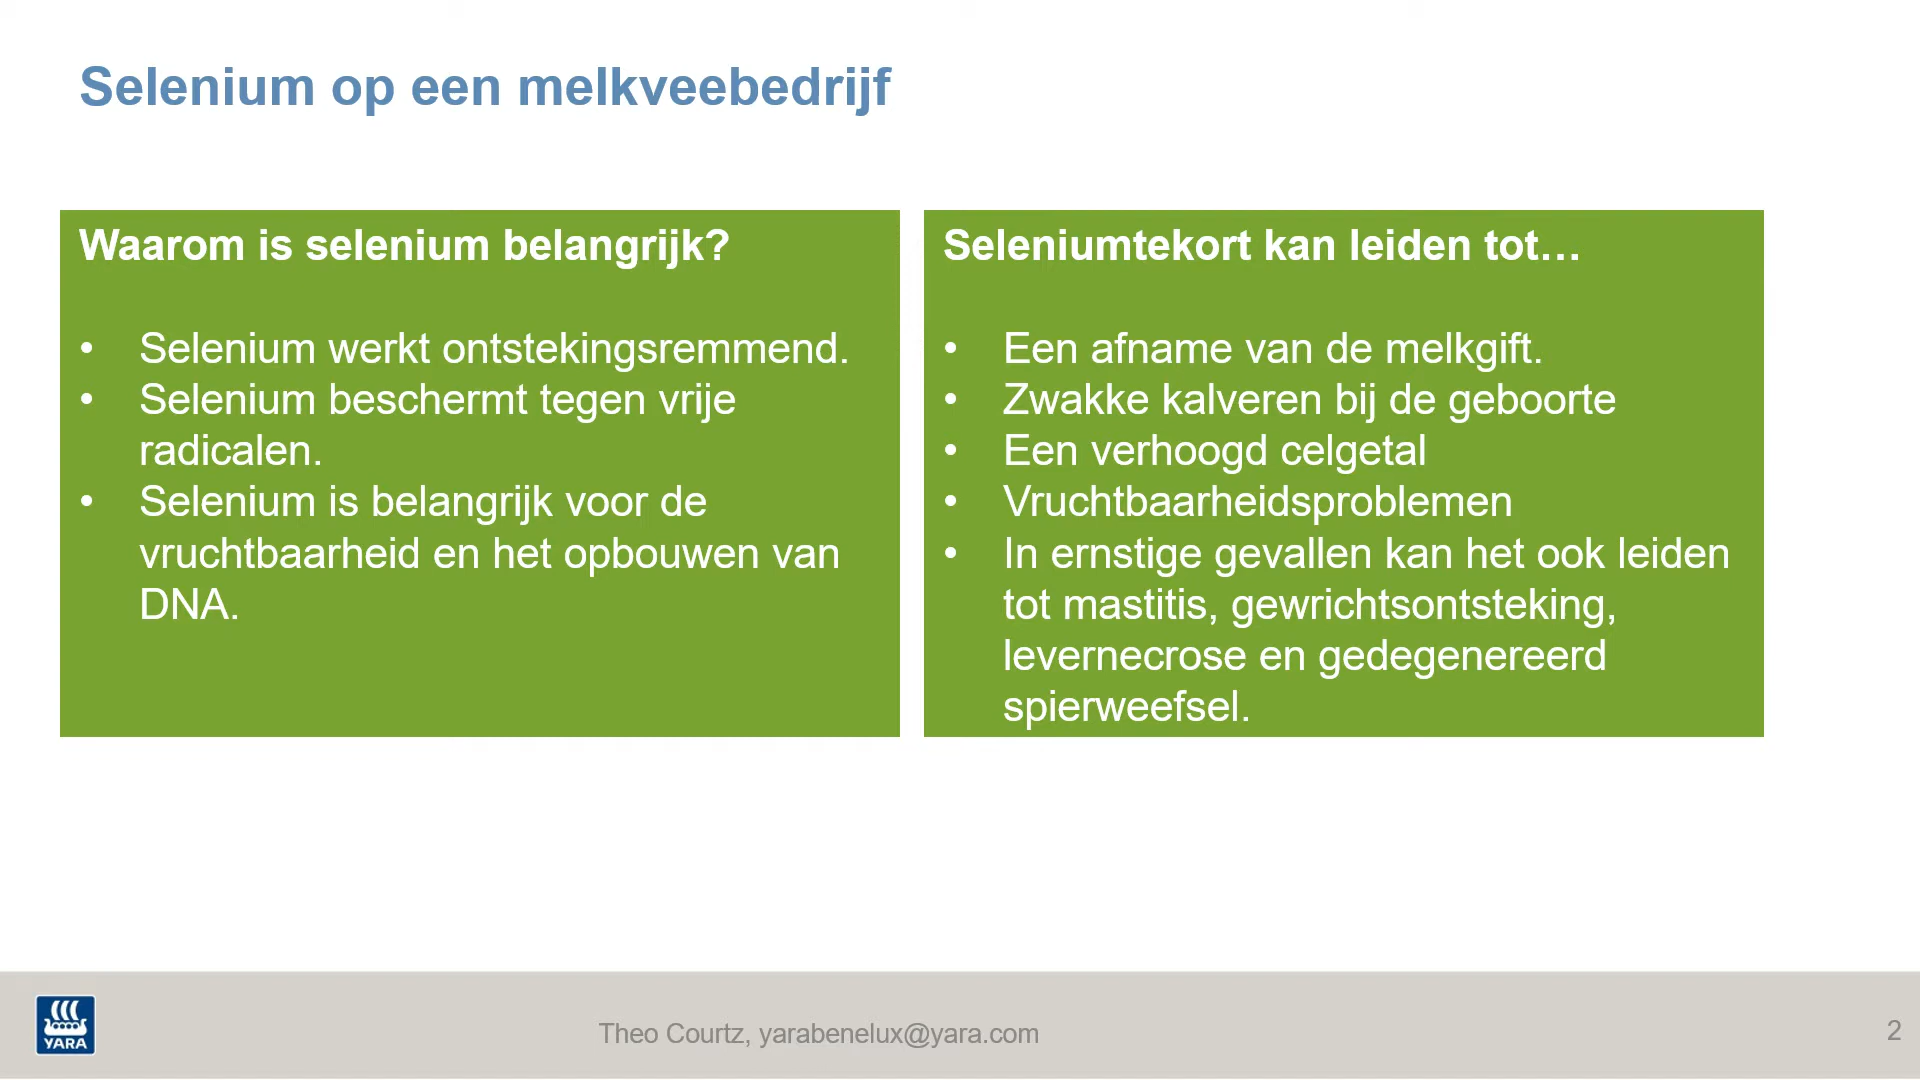 Selenium op een melkveebedrijf
Waarom is selenium belangrijk?
• Selenium werkt ontstekingsremmend.
• Selenium beschermt tegen vrije
radicalen.
• Selenium is belangrijk voor de
vruchtbaarheid en het opbouwen van
DNA.
Seleniumtekort kan leiden tot…
• Een afname van de melkgift.
• Zwakke kalveren bij de geboorte
• Een verhoogd celgetal
• Vruchtbaarheidsproblemen
• In ernstige gevallen kan het ook leiden
tot mastitis, gewrichtsontsteking,
levernecrose en gedegenereerd
spierweefsel.
YARA
Theo Courtz, yarabenelux@yara.com
2